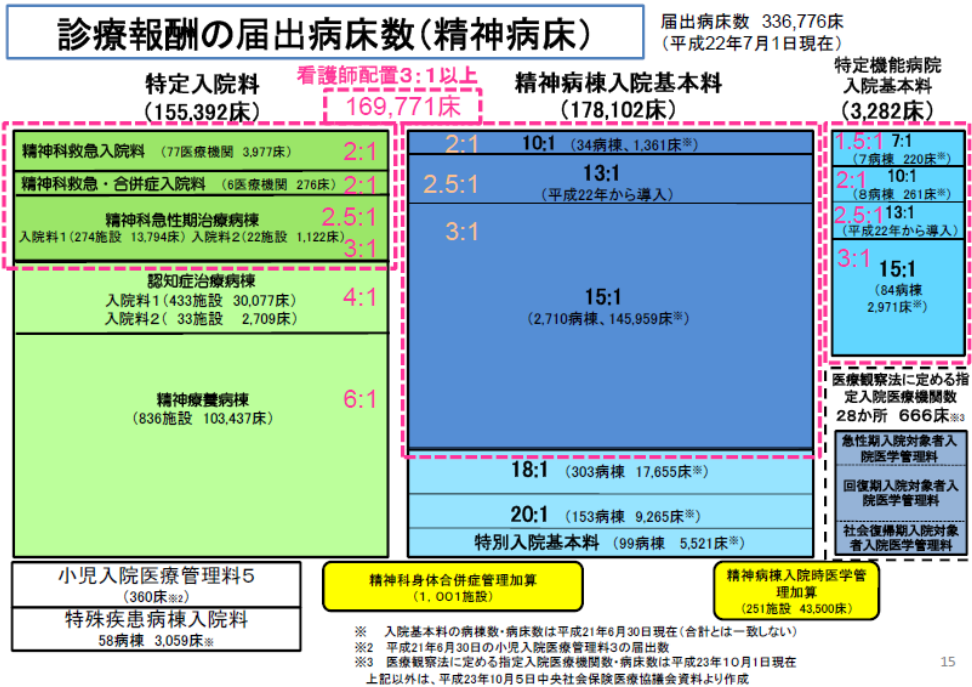 診療報酬の届出病床数(精神病床)
届出病床数 336,776床
(平成22年7月1日現在)
特定入院料
(155,392床)
看護師配置3:1以上
169,771床
精神病棟入院基本料
(178,102床)
特定機能病院
入院基本料
(3,282床)
精神科救急入院料 (77医療機関 3,977床) 2:1
精神科救急・合併症入院料 (6医療機関 276床) 2:1
精神科急性期治療病棟 2.5:1
入院料1(274施設 13,794床) 入院料2(22施設 1,122床)
3:1
認知症治療病棟
入院料1(433施設 30,077床) 4:1
入院料2( 33施設 2,709床)
精神療養病棟 6:1
(836施設 103,437床)
2:1 10:1 (34病棟、1,361床※)
2.5:1 13:1
(平成22年から導入)
3:1
15:1
(2,710病棟、145,959床※)
18:1 (303病棟 17,655床※)
20:1 (153病棟 9,265床※)
特別入院基本料 (99病棟 5,521床※)
1.5:1 7:1
(7病棟 220床※)
2:1 10:1
(8病棟 261床※)
2.5:1 13:1
(平成22年から導入)
3:1
15:1
(84病棟
2,971床※)
医療観察法に定める指
定入院医療機関数
28か所 666床※3
急性期入院対象者入
院医学管理料
回復期入院対象者入
院医学管理料
社会復帰期入院対象
者入院医学管理料
小児入院医療管理料5
(360床※2)
特殊疾患病棟入院料
58病棟 3,059床※
精神科身体合併症管理加算
(1,001施設)
精神病棟入院時医学管
理加算
(251施設 43,500床)
※ 入院基本料の病棟数・病床数は平成21年6月30日現在(合計とは一致しない)
※2 平成21年6月30日の小児入院医療管理料3の届出数
※3 医療観察法に定める指定入院医療機関数・病床数は平成23年10月1日現在
上記以外は、平成23年10月5日中央社会保険医療協議会資料より作成
15